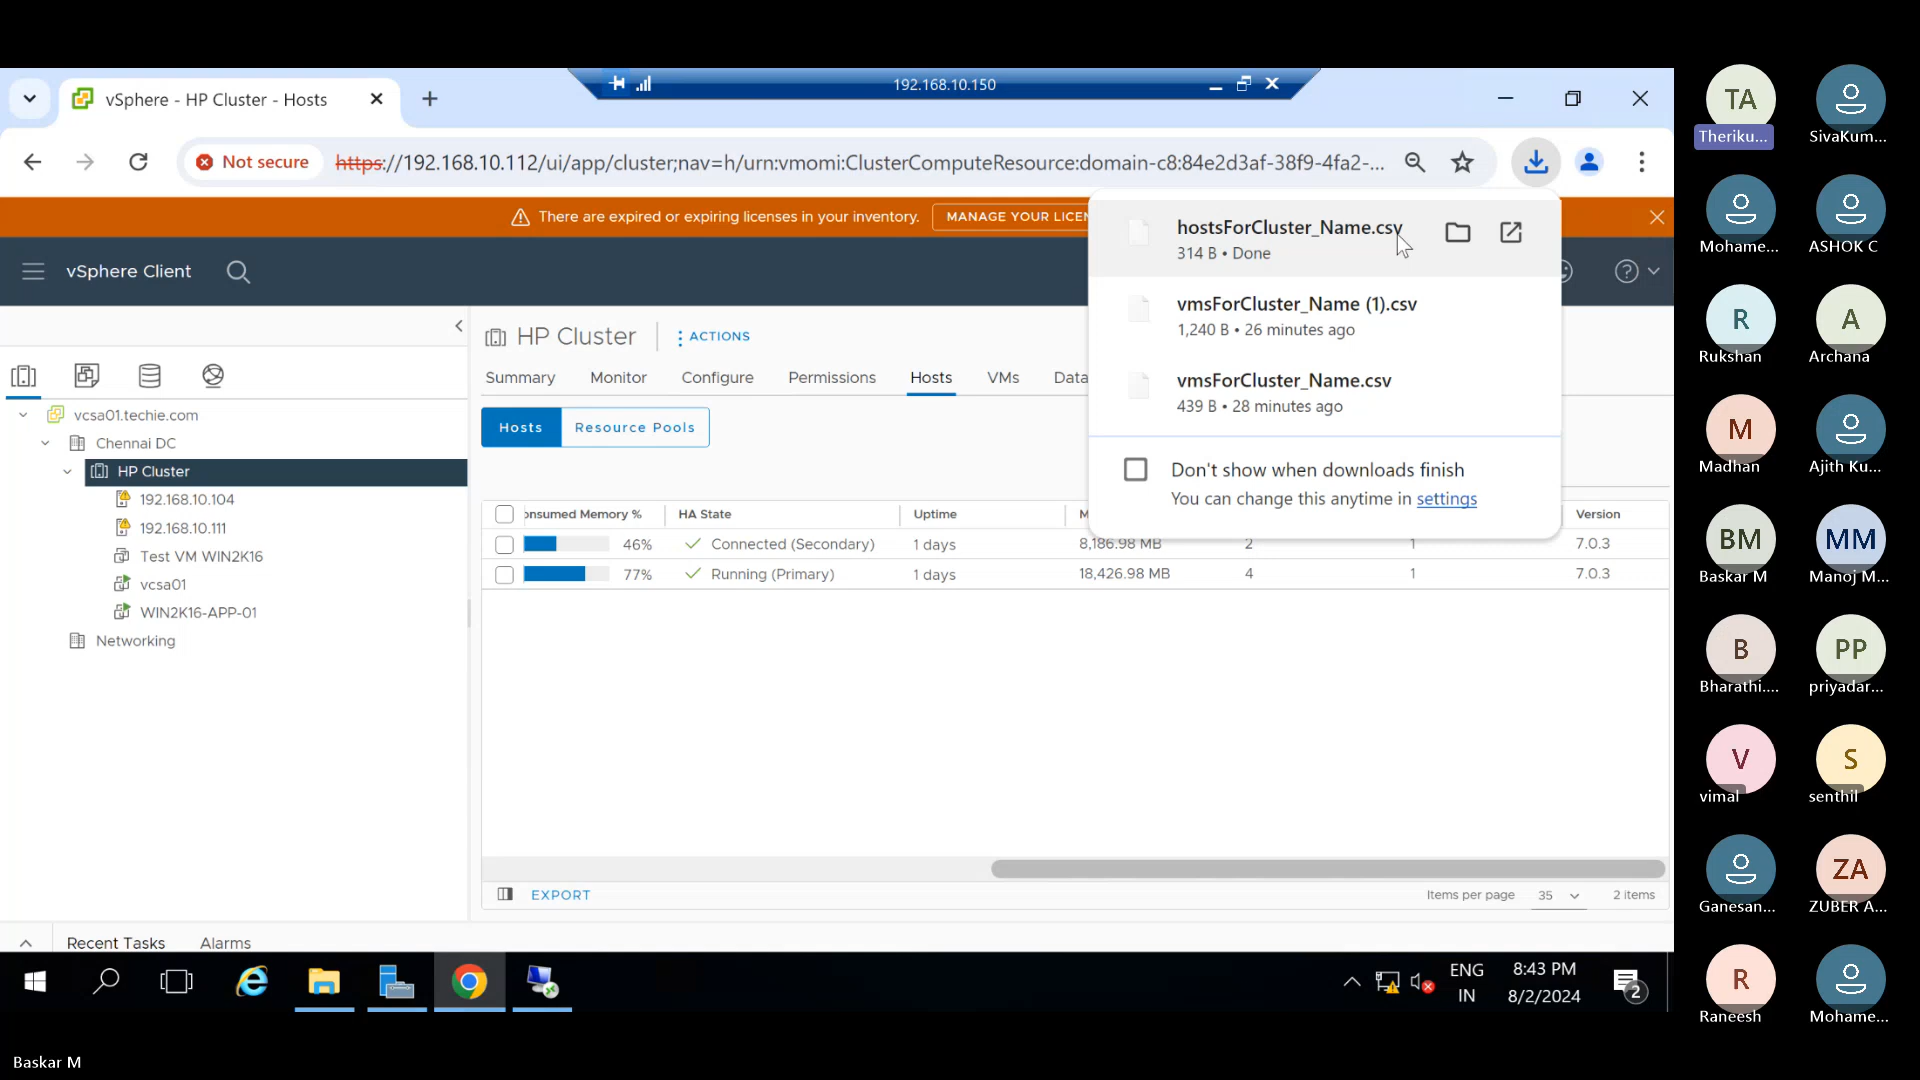 192.168.10.150
vSphere - HP Cluster - Hosts
Not secure
https://192.168.10.112/ui/app/cluster;nav=h/urn:vmomi:ClusterComputeResource:domain-c8:84e2d3af-38f9-4fa2-...
There are expired or expiring licenses in your inventory.
MANAGE YOUR LICEN
vSphere Client
hostsForCluster_Name.csv
314 B • Done
vmsForCluster_Name (1).csv
1,240 B • 26 minutes ago
vmsForCluster_Name.csv
439 B • 28 minutes ago
Don't show when downloads finish
You can change this anytime in settings
HP Cluster
ACTIONS
Summary Monitor Configure Permissions Hosts VMs Data
Hosts Resource Pools
vcsa01.techie.com
Chennai DC
HP Cluster
192.168.10.104
192.168.10.111
Test VM WIN2K16
vcsa01
WIN2K16-APP-01
Networking
onsumed Memory % HA State Uptime M Version
46% Connected (Secondary) 1 days 8,186.98 MB 2 1 7.0.3
77% Running (Primary) 1 days 18,426.98 MB 4 1 7.0.3
EXPORT
Items per page 35 2 items
Recent Tasks Alarms
ENG
IN
8:43 PM
8/2/2024
2
Baskar M
TA
Theriku...
SivaKum...
Mohame...
ASHOK C
R
Rukshan
A
Archana
M
Madhan
Ajith Ku...
BM
Baskar M
MM
Manoj M...
B
Bharathi....
PP
priyadar...
V
vimal
S
senthil
Ganesan...
ZA
ZUBER A...
R
Raneesh
Mohame...